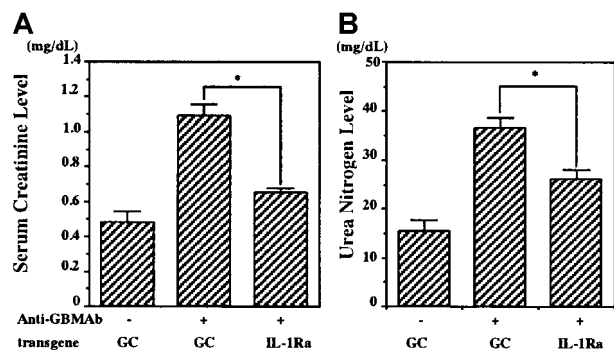 A
(mg/dL)
Serum Creatinine Level
1.4
1.2
1.0
0.8
0.6
0.4
0.2
0
*
Anti-GBMAb - + +
transgene GC GC IL-1Ra
B
(mg/dL)
Urea Nitrogen Level
50
40
30
25
15
10
0
*
- + +
GC GC IL-1Ra